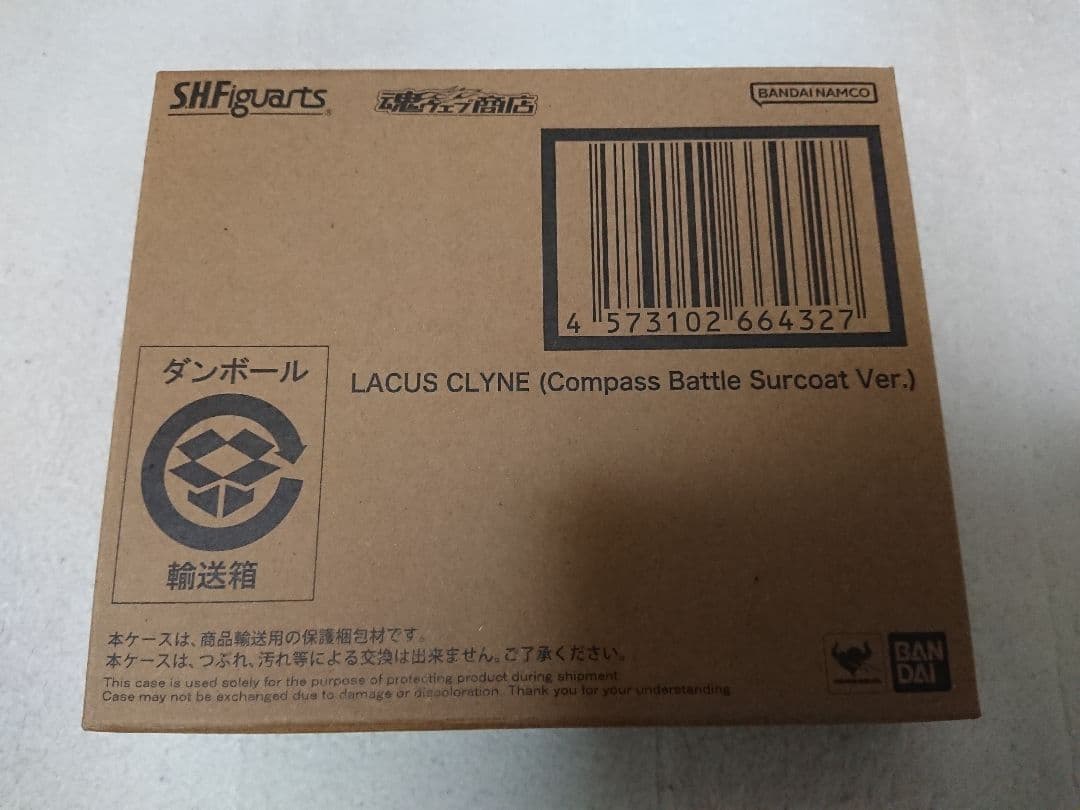 S.H.Figuarts
魂ウェブ商店
BANDAI NAMCO
4 573102 664327
LACUS CLYNE (Compass Battle Surcoat Ver.)
ダンボール
輸送箱
本ケースは、商品輸送用の保護梱包材です。
本ケースは、つぶれ、汚れ等による交換は出来ません。ご了承ください。
This case is used solely for the purpose of protecting product during shipment
Case may not be exchanged due to damage or discoloration. Thank you for your understanding
BAN
DAI